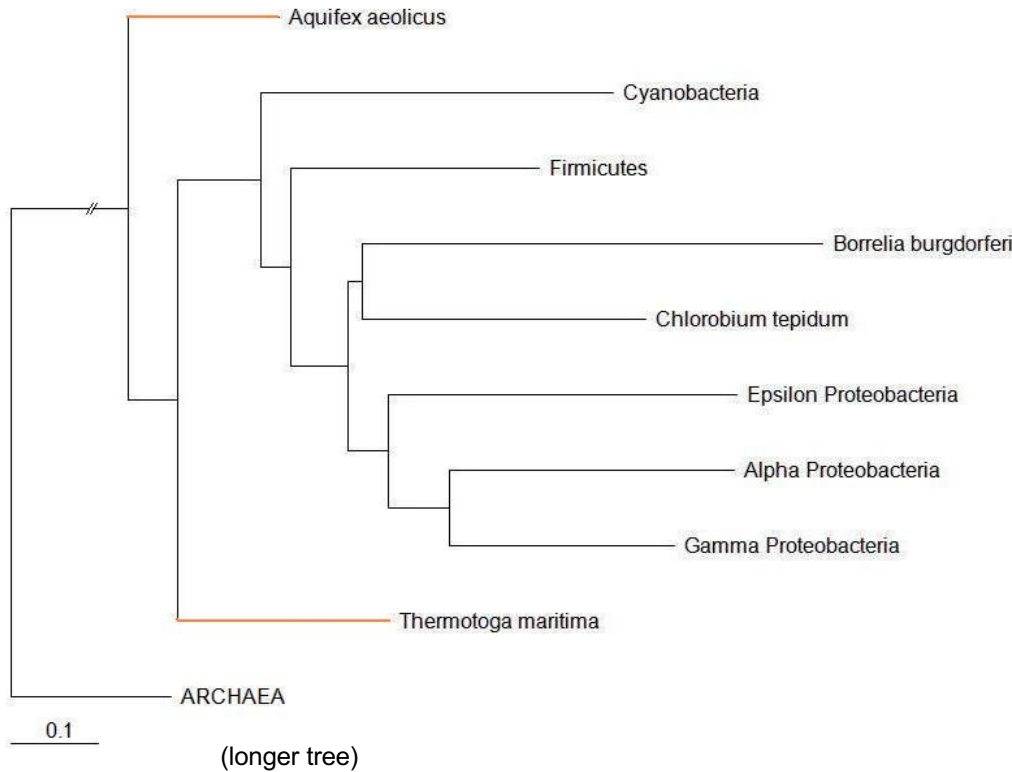 Aquifex aeolicus
Cyanobacteria
Firmicutes
Borrelia burgdorferi
Chlorobium tepidum
Epsilon Proteobacteria
Alpha Proteobacteria
Gamma Proteobacteria
Thermotoga maritima
ARCHAEA
0.1
(longer tree)